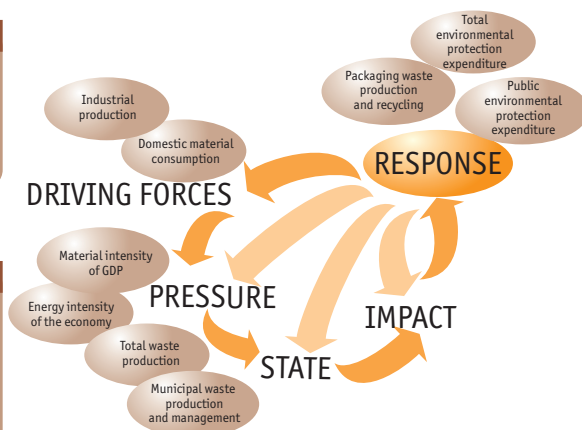 Total
environmental
protection
expenditure
Packaging waste
production
and recycling
Public
environmental
protection
expenditure
Industrial
production
Domestic material
consumption
RESPONSE
DRIVING FORCES
Material intensity
of GDP
PRESSURE
Energy intensity
of the economy
IMPACT
Total waste
production
STATE
Municipal waste
production
and management